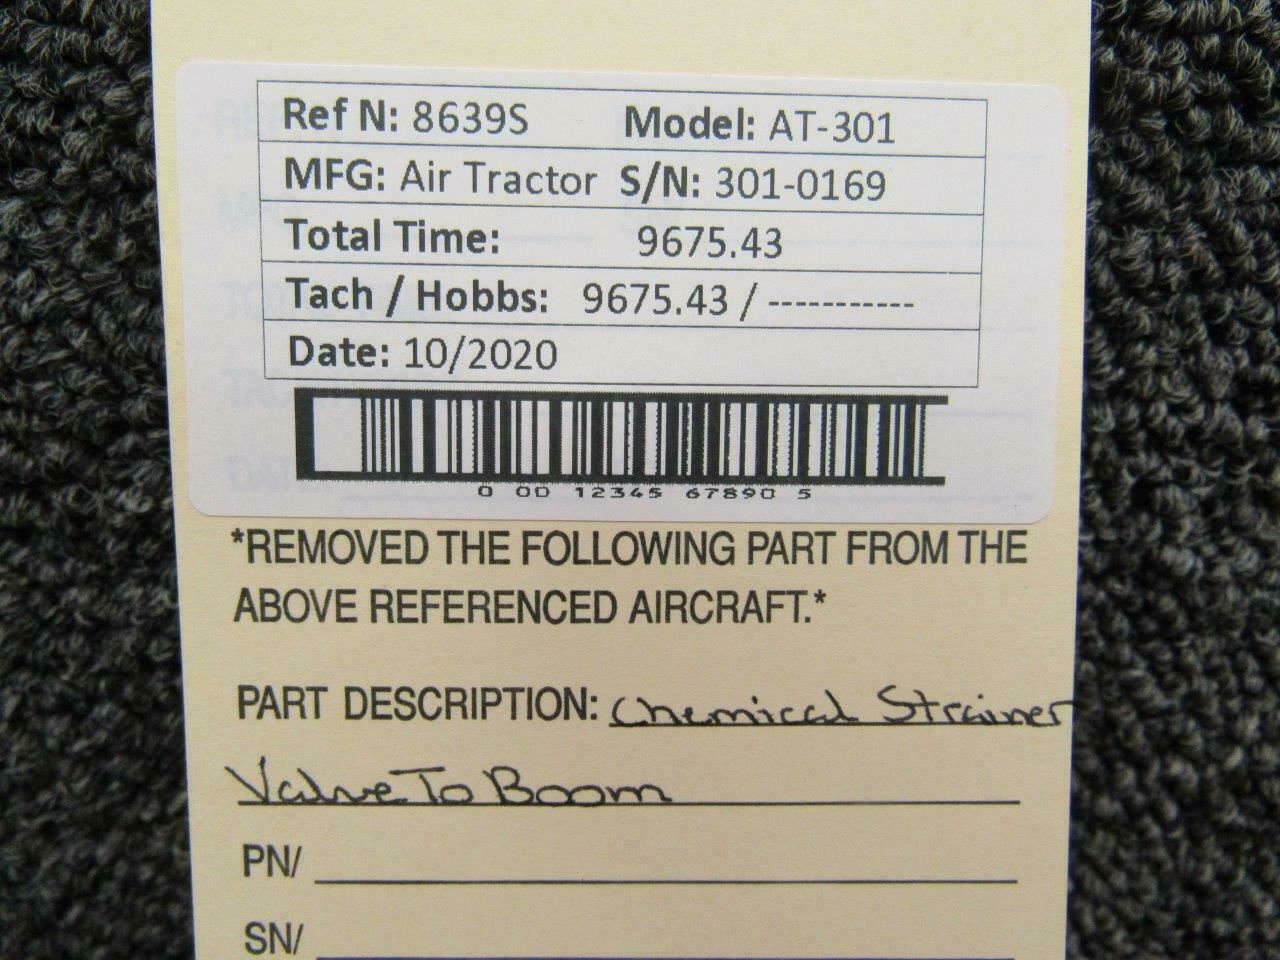 Ref N: 8639S Model: AT-301
MFG: Air Tractor S/N: 301-0169
Total Time: 9675.43
Tach / Hobbs: 9675.43 / -----------
Date: 10/2020
0 00 12345 67890 5
*REMOVED THE FOLLOWING PART FROM THE
ABOVE REFERENCED AIRCRAFT.*
PART DESCRIPTION: Chemical Strainer
Valve To Boom
PN/
SN/